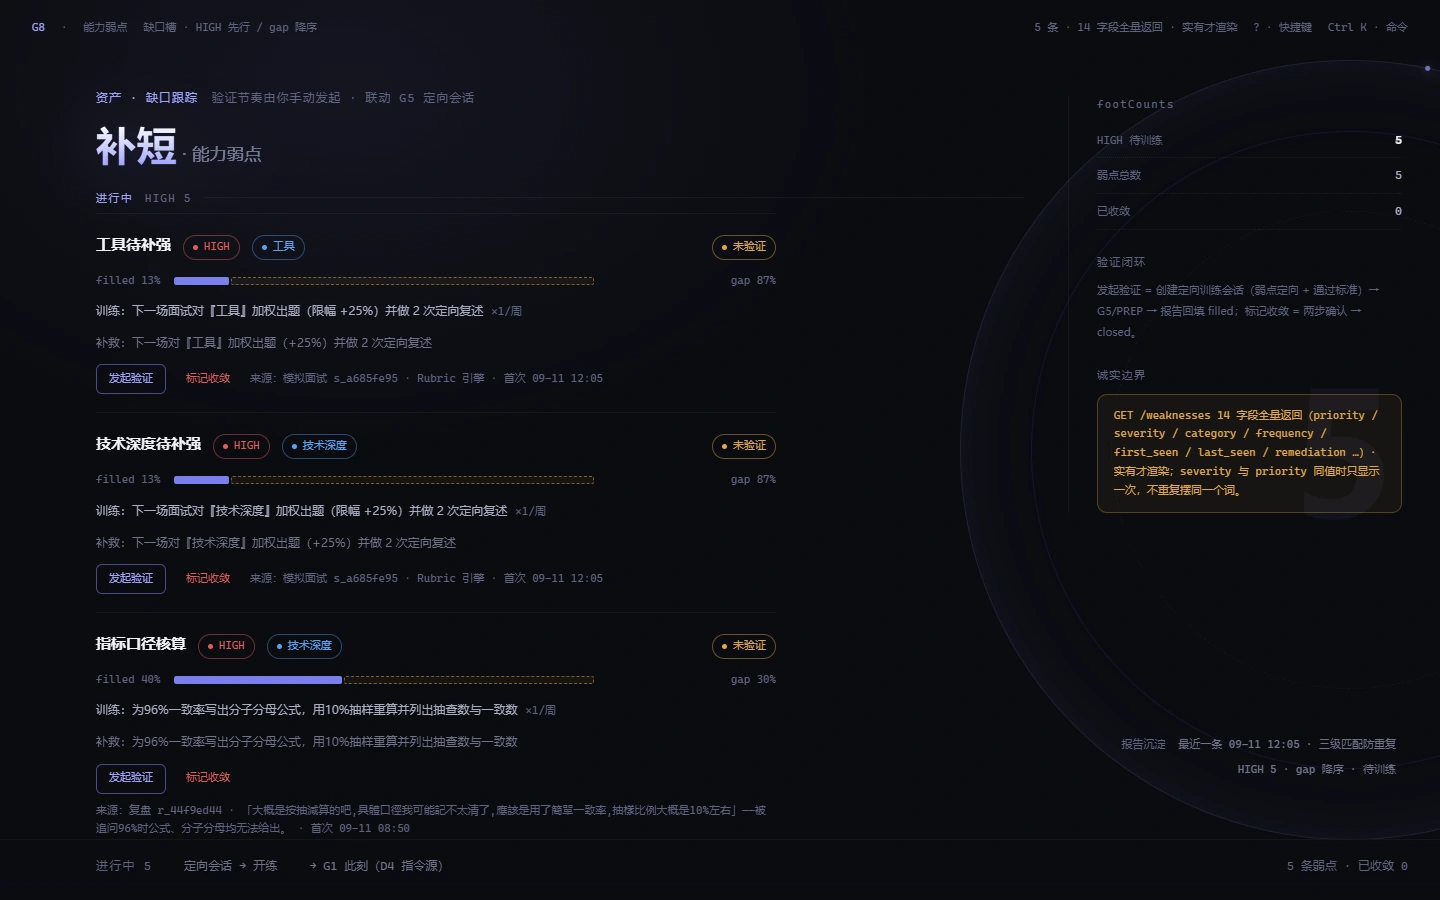 G8 · 能力弱点 缺口槽 · HIGH 先行 / gap 降序
5 条 · 14 字段全量返回 · 实有才渲染 ? · 快捷键 Ctrl K · 命令
资产 · 缺口跟踪 验证节奏由你手动发起 · 联动 G5 定向会话
补短 · 能力弱点
进行中 HIGH 5
工具待补强 HIGH 工具 未验证
filled 13% gap 87%
训练：下一场面试对『工具』加权出题（限幅 +25%）并做 2 次定向复述 ×1/周
补救：下一场对『工具』加权出题（+25%）并做 2 次定向复述
发起验证 标记收敛 来源：模拟面试 s_a685fe95 · Rubric 引擎 · 首次 09-11 12:05
技术深度待补强 HIGH 技术深度 未验证
filled 13% gap 87%
训练：下一场面试对『技术深度』加权出题（限幅 +25%）并做 2 次定向复述 ×1/周
补救：下一场对『技术深度』加权出题（+25%）并做 2 次定向复述
发起验证 标记收敛 来源：模拟面试 s_a685fe95 · Rubric 引擎 · 首次 09-11 12:05
指标口径核算 HIGH 技术深度 未验证
filled 40% gap 30%
训练：为96%一致率写出分子分母公式，用10%抽样重算并列出抽查数与一致数 ×1/周
补救：为96%一致率写出分子分母公式，用10%抽样重算并列出抽查数与一致数
发起验证 标记收敛
来源：复盘 r_44f9ed44 · 「大概是按抽减算的吧,具體口徑我可能記不太清了,應該是用了簡單一致率,抽樣比例大概是10%左右」——被
追问96%时公式、分子分母均无法给出。 · 首次 09-11 08:50
footCounts
HIGH 待训练 5
弱点总数 5
已收敛 0
验证闭环
发起验证 = 创建定向训练会话（弱点定向 + 通过标准）→
G5/PREP → 报告回填 filled；标记收敛 = 两步确认 →
closed。
诚实边界
5
GET /weaknesses 14 字段全量返回（priority /
severity / category / frequency /
first_seen / last_seen / remediation …）·
实有才渲染；severity 与 priority 同值时只显示
一次，不重复摆同一个词。
报告沉淀 最近一条 09-11 12:05 · 三级匹配防重复
HIGH 5 · gap 降序 · 待训练
进行中 5 定向会话 → 开练 → G1 此刻（D4 指令源）
5 条弱点 · 已收敛 0